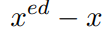 $x^{ed} - x$